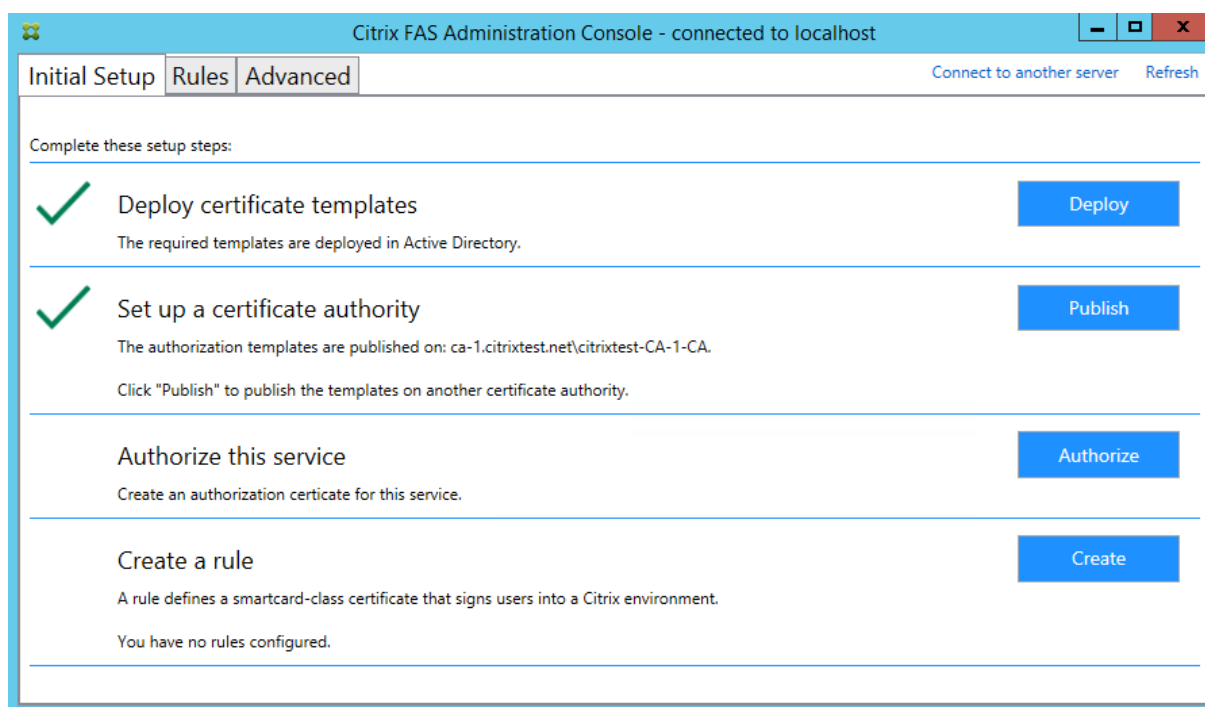 Citrix FAS Administration Console - connected to localhost
Initial Setup Rules Advanced Connect to another server Refresh
Complete these setup steps:
Deploy certificate templates
Deploy
The required templates are deployed in Active Directory.
Set up a certificate authority
Publish
The authorization templates are published on: ca-1.citrixtest.net\citrixtest-CA-1-CA.
Click "Publish" to publish the templates on another certificate authority.
Authorize this service
Authorize
Create an authorization certicate for this service.
Create a rule
Create
A rule defines a smartcard-class certificate that signs users into a Citrix environment.
You have no rules configured.